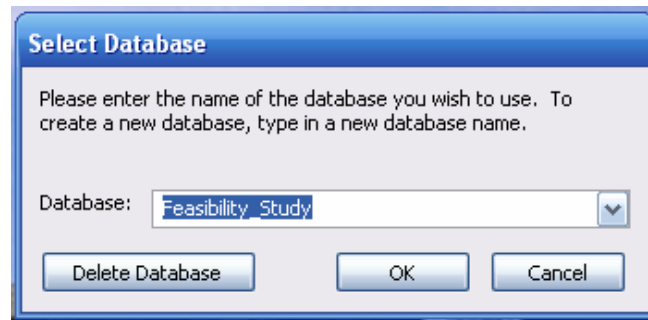 Select Database
Please enter the name of the database you wish to use. To
create a new database, type in a new database name.
Database: Feasibility_Study
Delete Database OK Cancel